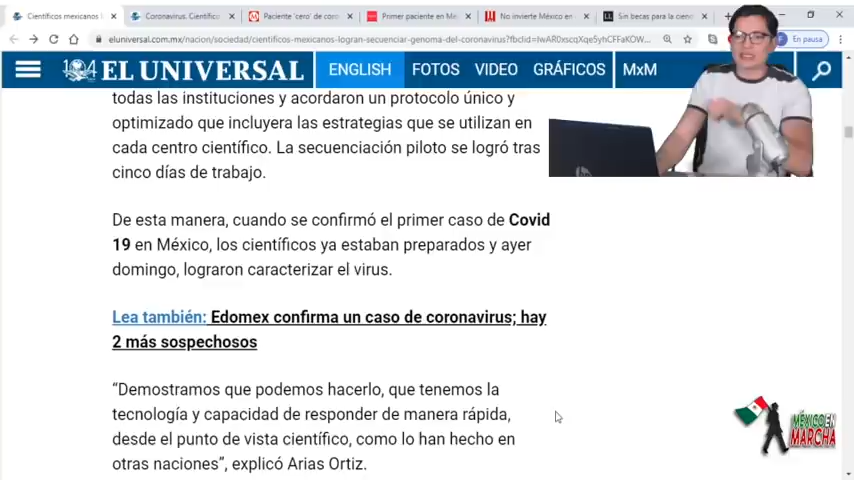 Científicos mexicanos l
Coronavirus. Científico
Paciente 'cero' de coro
Primer paciente en Mé
No invierte México en
Sin becas para la cienc
eluniversal.com.mx/nacion/sociedad/cientificos-mexicanos-logran-secuenciar-genoma-del-coronavirus?fbclid=IwAR0xscqXqe5yhCFFaKOW...
En pausa
104 EL UNIVERSAL ENGLISH FOTOS VIDEO GRÁFICOS MxM
todas las instituciones y acordaron un protocolo único y
optimizado que incluyera las estrategias que se utilizan en
cada centro científico. La secuenciación piloto se logró tras
cinco días de trabajo.
De esta manera, cuando se confirmó el primer caso de Covid
19 en México, los científicos ya estaban preparados y ayer
domingo, lograron caracterizar el virus.
Lea también: Edomex confirma un caso de coronavirus; hay
2 más sospechosos
“Demostramos que podemos hacerlo, que tenemos la
tecnología y capacidad de responder de manera rápida,
desde el punto de vista científico, como lo han hecho en
otras naciones”, explicó Arias Ortiz.
hp
MÉXICO EN
MARCHA